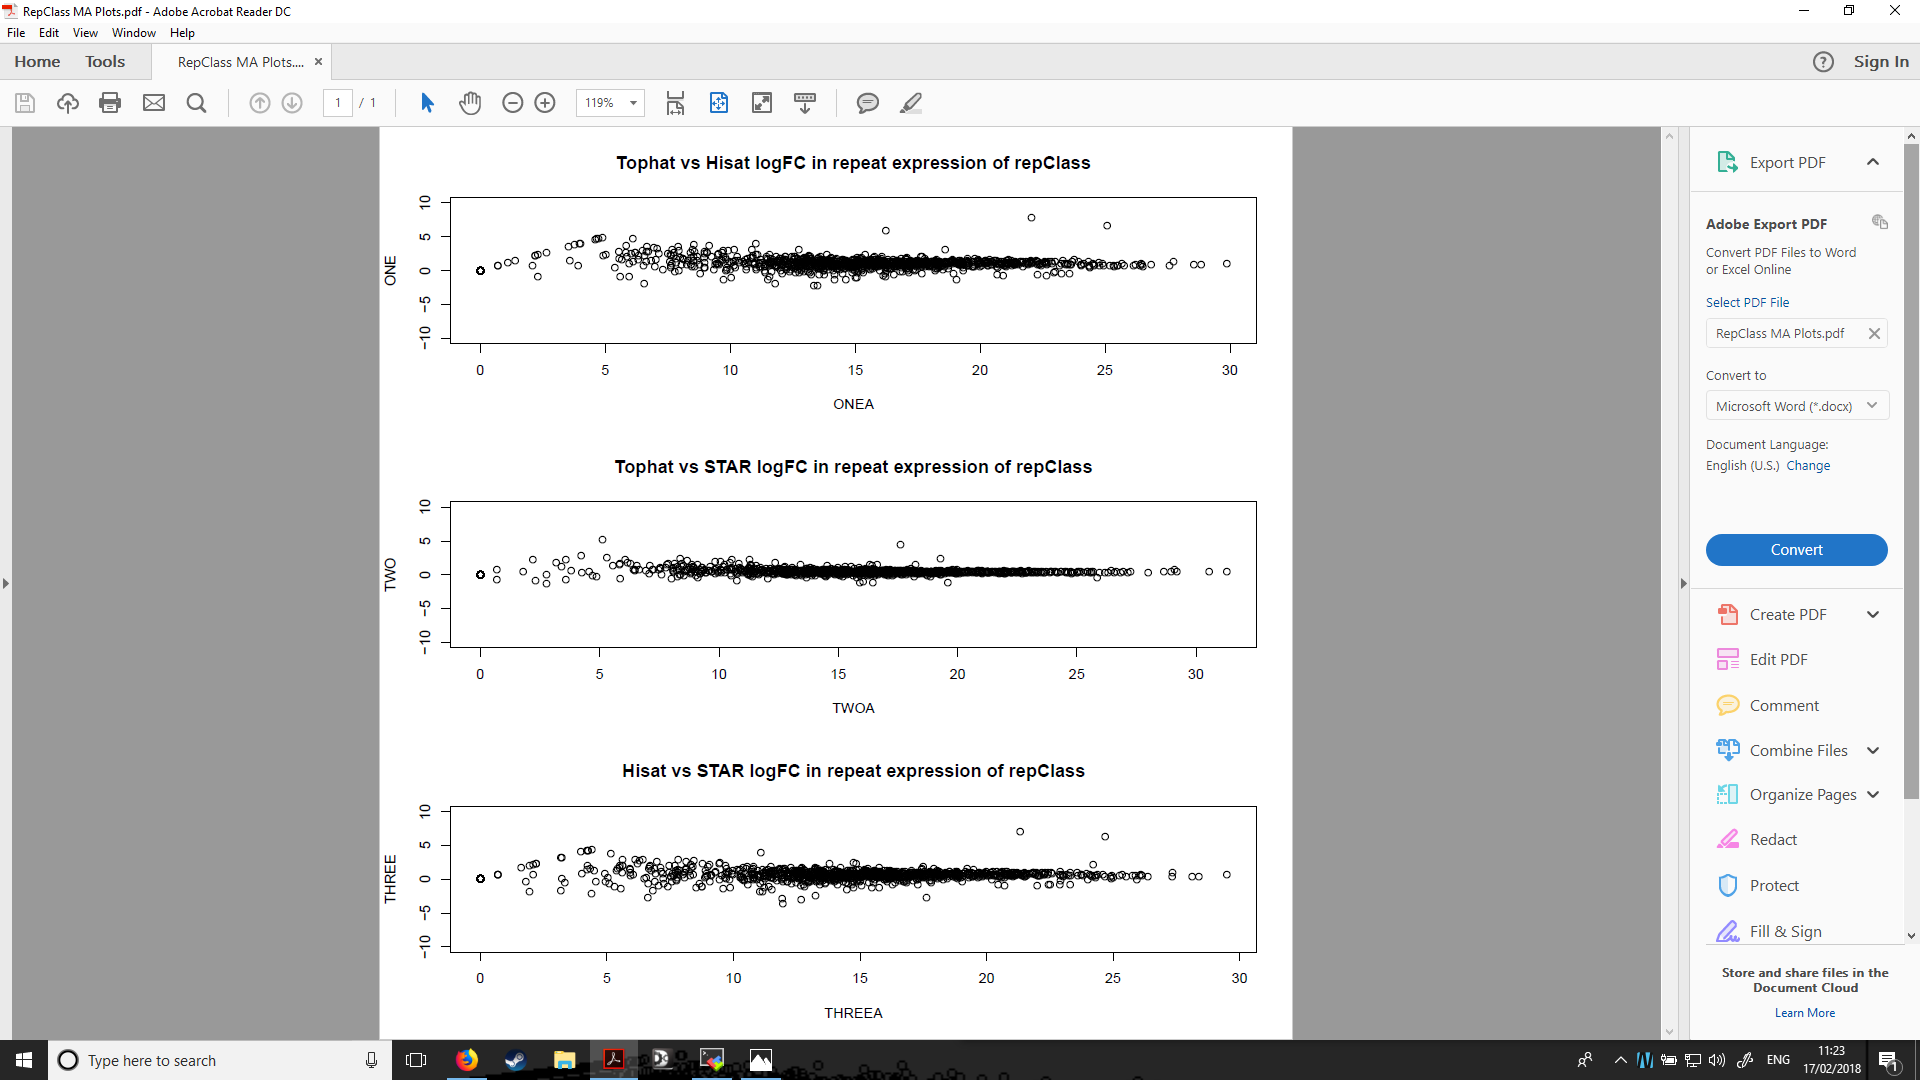 RepClass MA Plots.pdf - Adobe Acrobat Reader DC
File Edit View Window Help
Home Tools RepClass MA Plots.... ×
Sign In
1 / 1
119%
Tophat vs Hisat logFC in repeat expression of repClass
ONE
10
5
0
−5
−10
0 5 10 15 20 25 30
ONEA
Tophat vs STAR logFC in repeat expression of repClass
TWO
10
5
0
−5
−10
0 5 10 15 20 25 30
TWOA
Hisat vs STAR logFC in repeat expression of repClass
THREE
10
5
0
−5
−10
0 5 10 15 20 25 30
THREEA
Export PDF
Adobe Export PDF
Convert PDF Files to Word
or Excel Online
Select PDF File
RepClass MA Plots.pdf
Convert to
Microsoft Word (*.docx)
Document Language:
English (U.S.) Change
Convert
Create PDF
Edit PDF
Comment
Combine Files
Organize Pages
Redact
Protect
Fill & Sign
Store and share files in the
Document Cloud
Learn More
Type here to search
ENG
11:23
17/02/2018
1